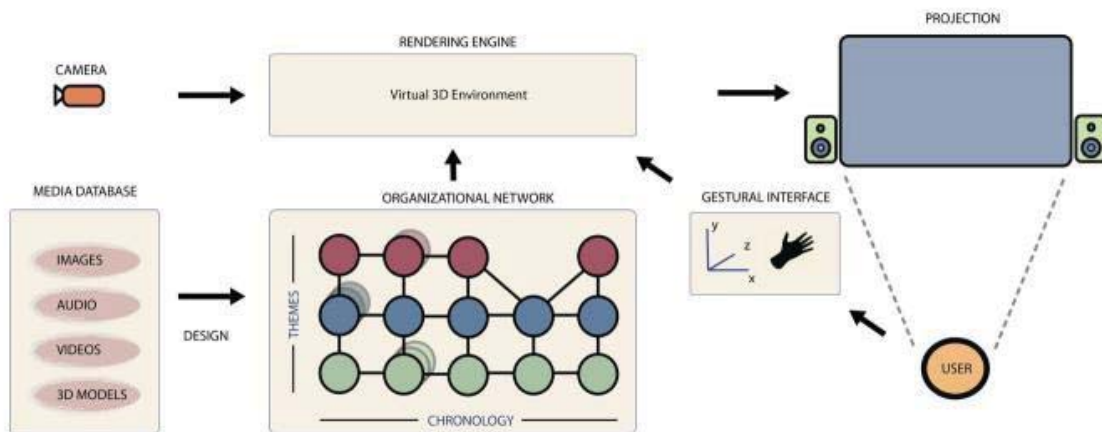 PROJECTION
RENDERING ENGINE
CAMERA
Virtual 3D Environment
MEDIA DATABASE
ORGANIZATIONAL NETWORK
GESTURAL INTERFACE
y
z
x
IMAGES
AUDIO
VIDEOS
3D MODELS
DESIGN
THEMES
CHRONOLOGY
USER